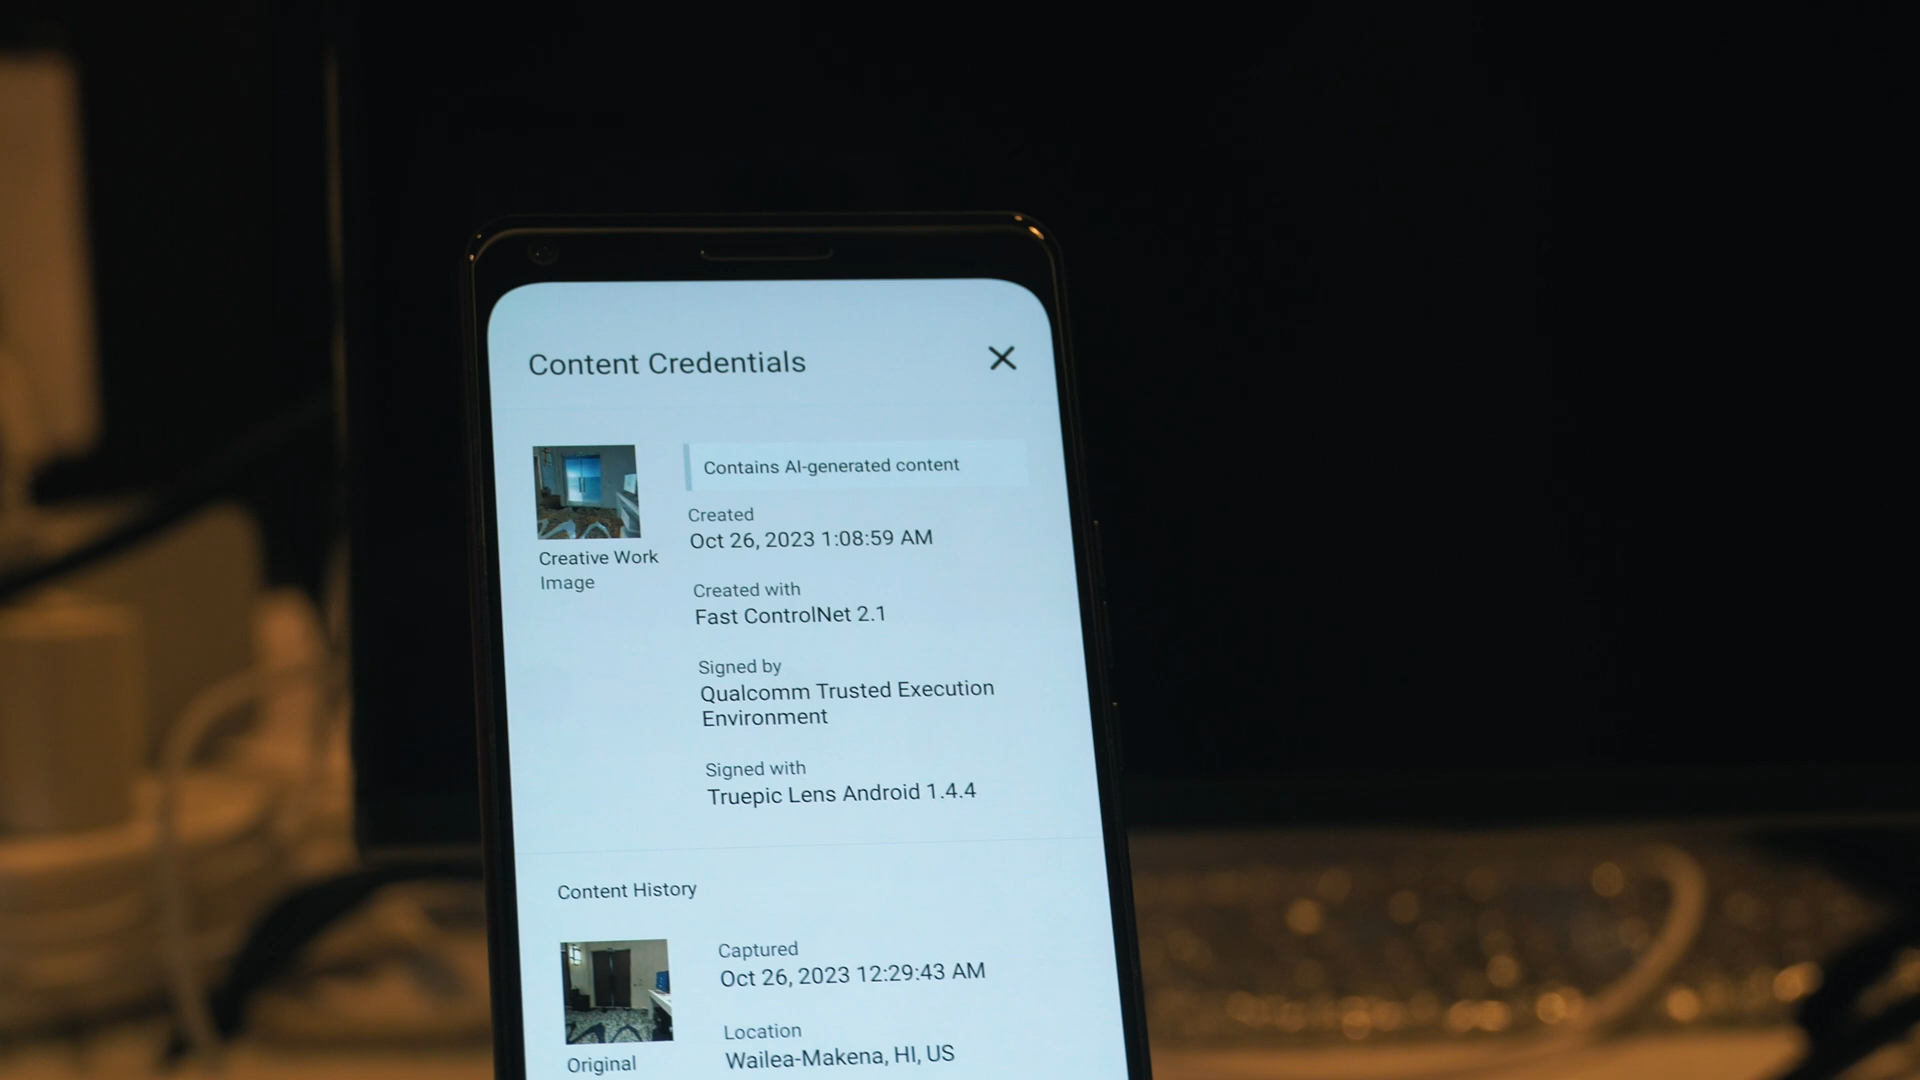 Content Credentials
Contains AI-generated content
Created
Oct 26, 2023 1:08:59 AM
Creative Work
Image
Created with
Fast ControlNet 2.1
Signed by
Qualcomm Trusted Execution
Environment
Signed with
Truepic Lens Android 1.4.4
Content History
Captured
Oct 26, 2023 12:29:43 AM
Location
Wailea-Makena, HI, US
Original